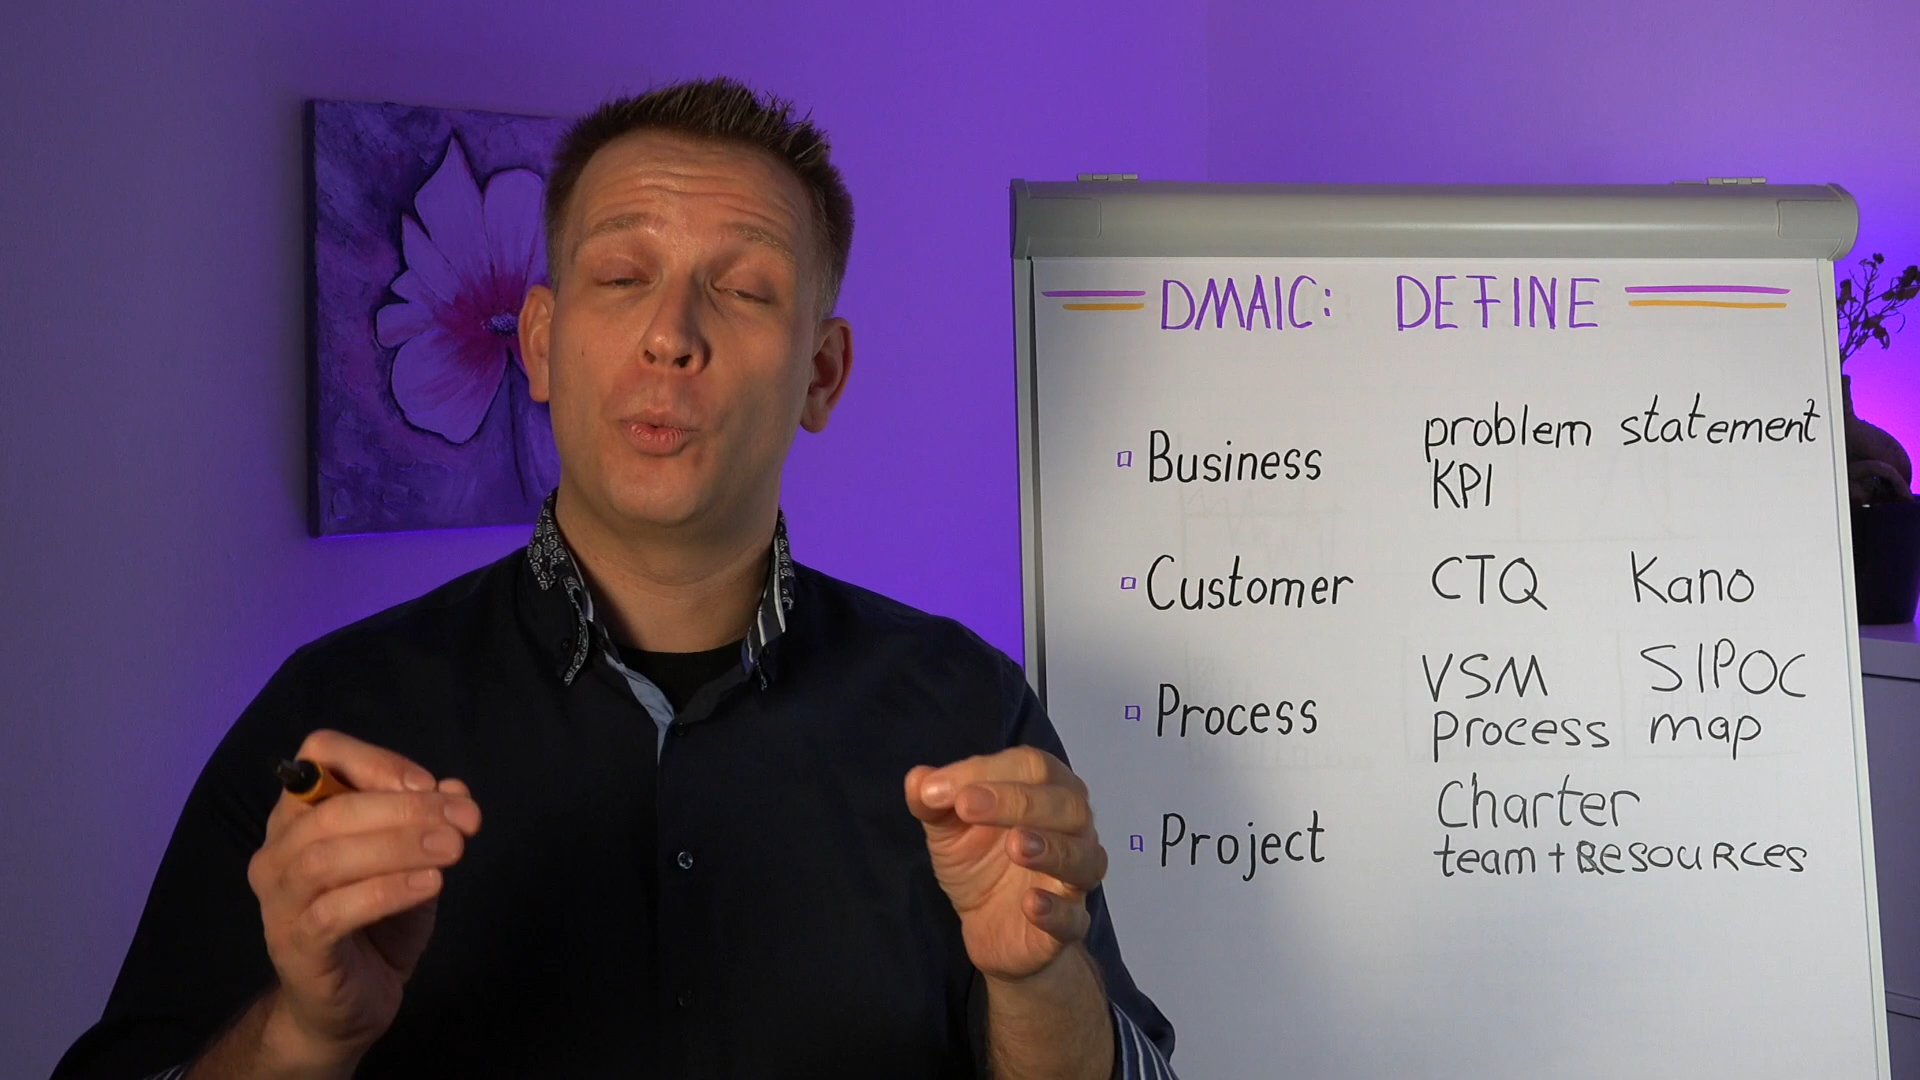 DMAIC: DEFINE
Business problem statement
KPI
Customer CTQ Kano
VSM SIPOC
Process process map
Charter
Project team + Resources